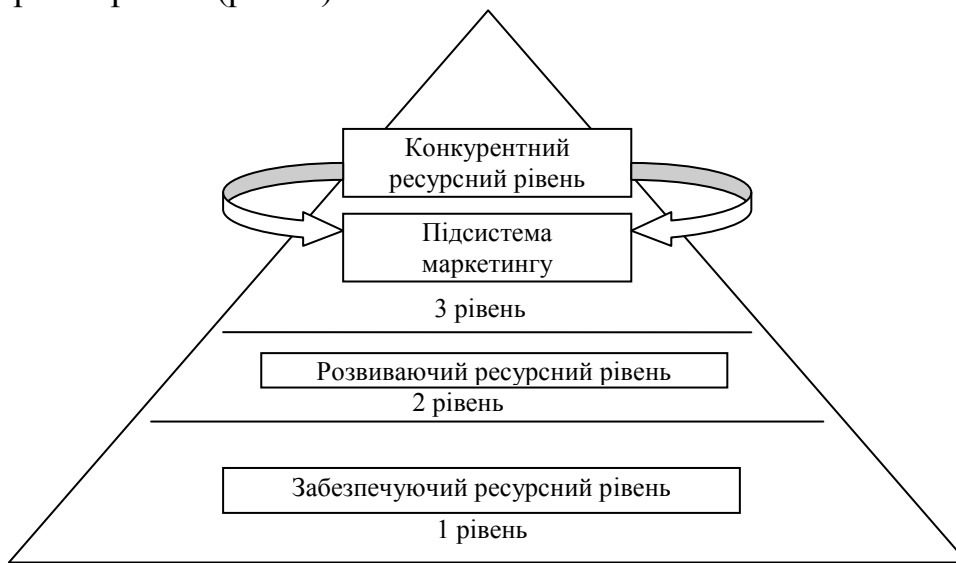 Конкурентний
ресурсний рівень
Підсистема
маркетингу
3 рівень
Розвиваючий ресурсний рівень
2 рівень
Забезпечуючий ресурсний рівень
1 рівень